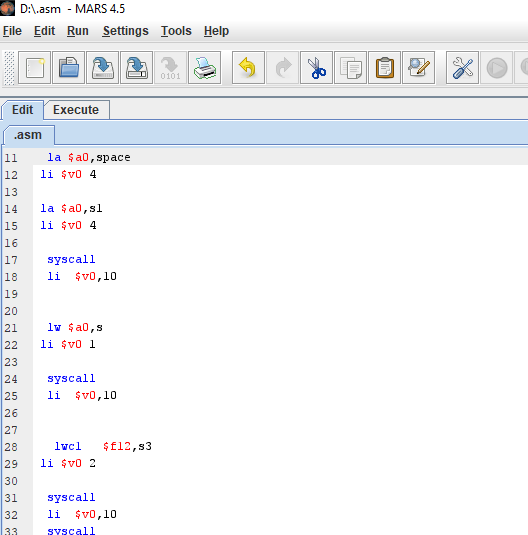 D:\.asm - MARS 4.5
File Edit Run Settings Tools Help
0101
Edit Execute
.asm
11 la $a0,space
12 li $v0 4
13
14 la $a0,s1
15 li $v0 4
16
17 syscall
18 li $v0,10
19
20
21 lw $a0,s
22 li $v0 1
23
24 syscall
25 li $v0,10
26
27
28 lwc1 $f12,s3
29 li $v0 2
30
31 syscall
32 li $v0,10
33 syscall